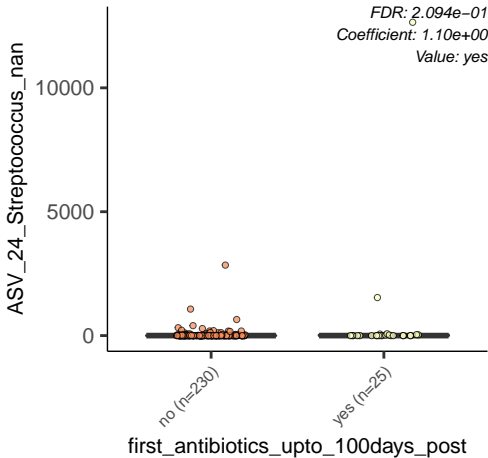 FDR: 2.094e−01
Coefficient: 1.10e+00
Value: yes
ASV_24_Streptococcus_nan
10000
5000
0
no (n=230)
yes (n=25)
first_antibiotics_upto_100days_post